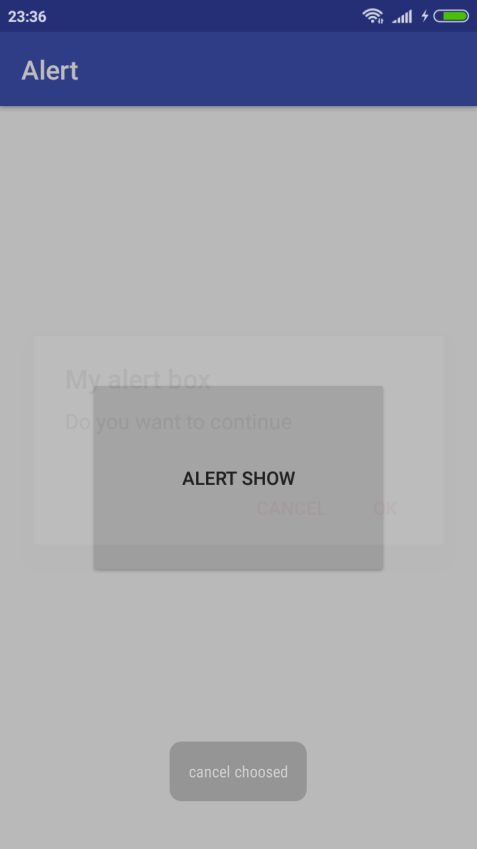 23:36
Alert
My alert box
Do you want to continue
ALERT SHOW
CANCEL OK
cancel choosed